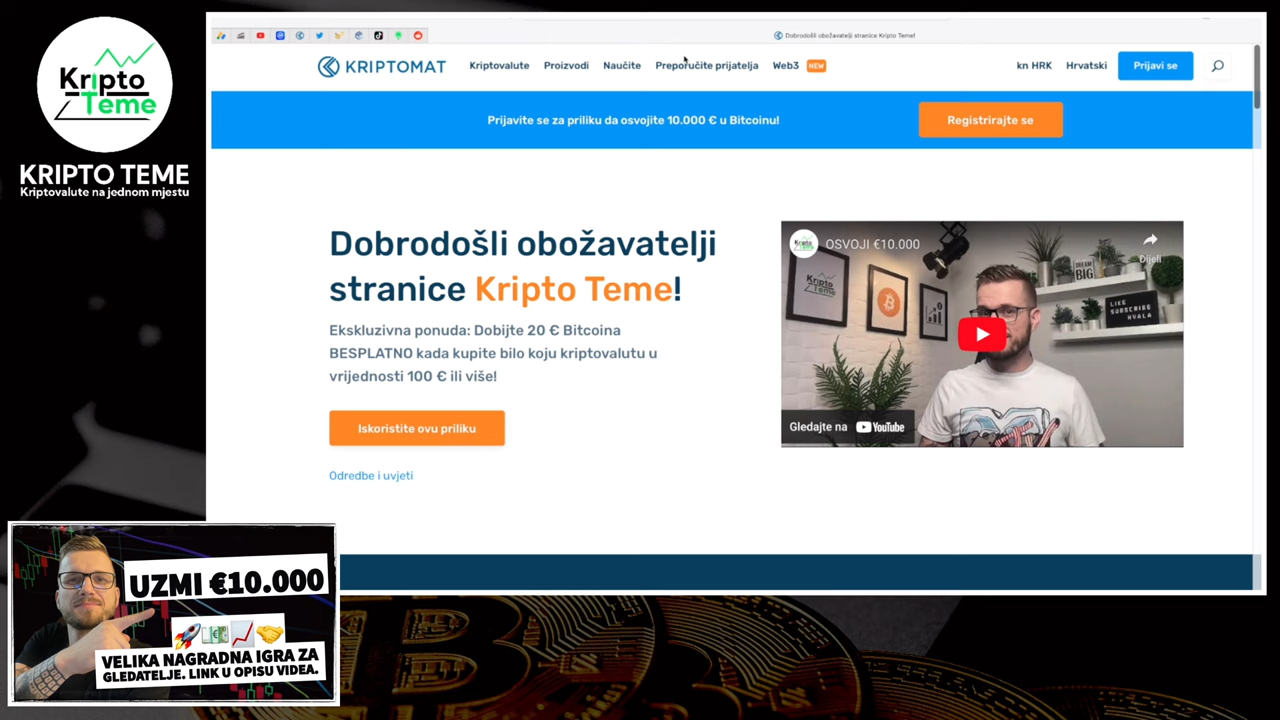 Kripto
Teme
KRIPTO TEME
Kriptovalute na jednom mjestu
Dobrodošli obožavatelji stranice Kripto Teme!
KRIPTOMAT
Kriptovalute
Proizvodi
Naučite
Preporučite prijatelja
Web3
NEW
kn HRK
Hrvatski
Prijavi se
Prijavite se za priliku da osvojite 10.000 € u Bitcoinu!
Registrirajte se
Dobrodošli obožavatelji
stranice Kripto Teme!
Ekskluzivna ponuda: Dobijte 20 € Bitcoina
BESPLATNO kada kupite bilo koju kriptovalutu u
vrijednosti 100 € ili više!
Iskoristite ovu priliku
Odredbe i uvjeti
OSVOJI €10.000
Dijeli
Kripto
Teme
DREAM
BIG
LIKE
SUBSCRIBE
HVALA
Gledajte na
YouTube
UZMI €10.000
VELIKA NAGRADNA IGRA ZA
GLEDATELJE. LINK U OPISU VIDEA.